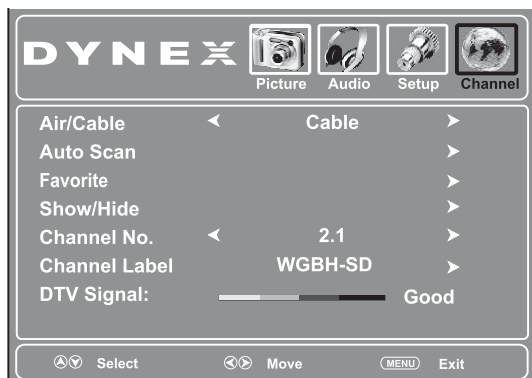 DYNEX
Picture Audio Setup Channel
Air/Cable Cable
Auto Scan
Favorite
Show/Hide
Channel No. 2.1
Channel Label WGBH-SD
DTV Signal: Good
Select Move MENU Exit